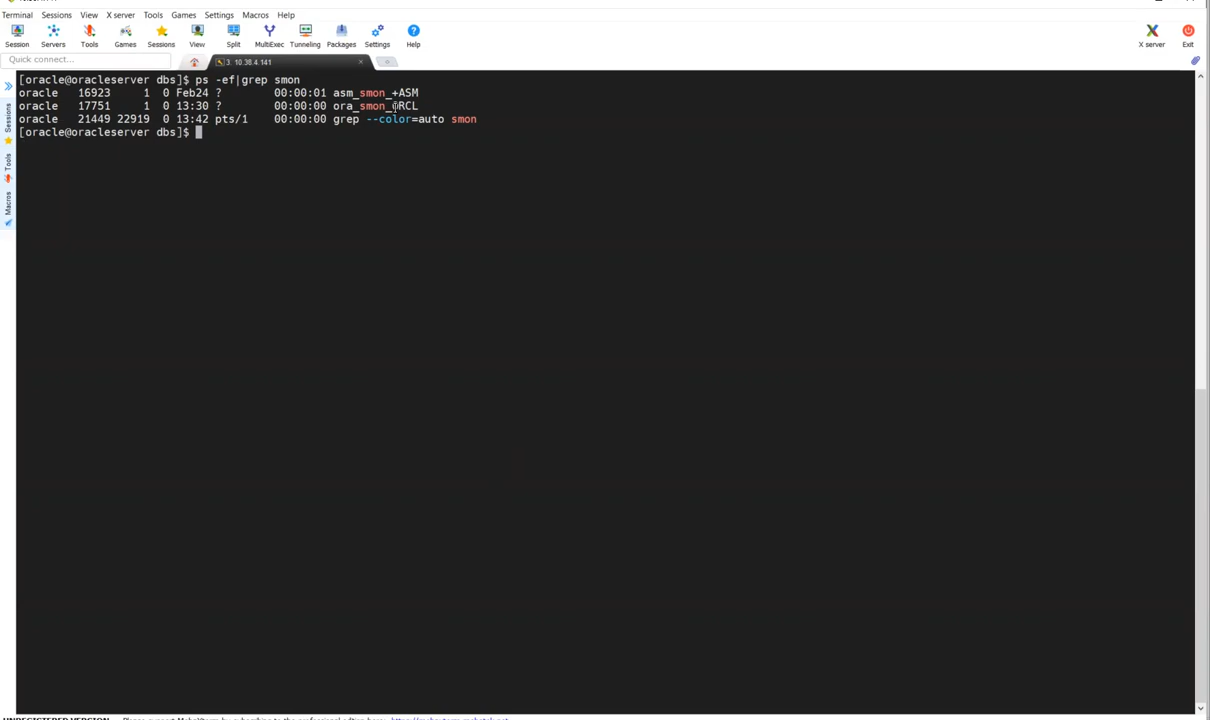 Terminal Sessions View X server Tools Games Settings Macros Help
Session Servers Tools Games Sessions View Split MultiExec Tunneling Packages Settings Help X server Exit
Quick connect...
3. 10.38.4.141
[oracle@oracleserver dbs]$ ps -ef|grep smon
oracle 16923 1 0 Feb24 ? 00:00:01 asm_smon_+ASM
oracle 17751 1 0 13:30 ? 00:00:00 ora_smon_ORCL
oracle 21449 22919 0 13:42 pts/1 00:00:00 grep --color=auto smon
[oracle@oracleserver dbs]$
Sessions
Tools
Macros
UNREGISTERED VERSION